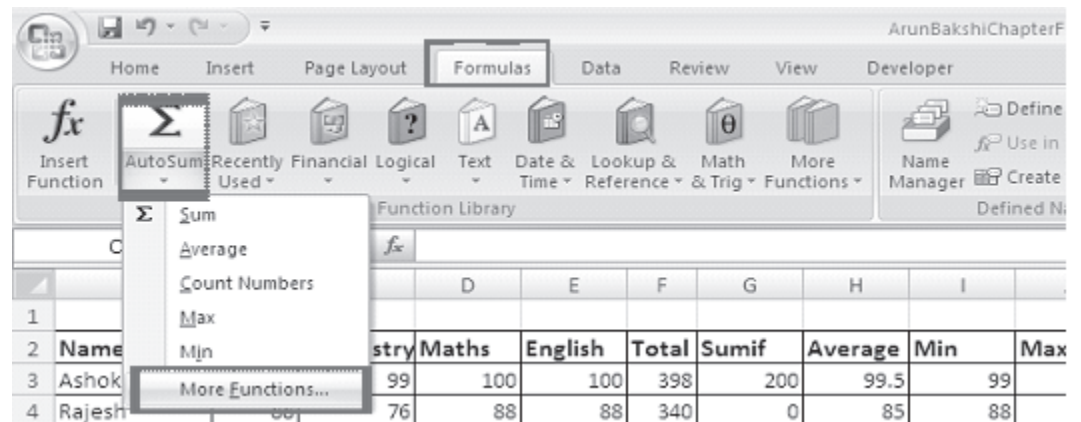 ArunBakshiChapterF
Home Insert Page Layout Formulas Data Review View Developer
fx Σ ? A θ
Insert Function AutoSum Recently Used Financial Logical Text Date & Time Lookup & Reference Math & Trig More Functions Name Manager Define
Use in
Create
Function Library Defined Na
Σ Sum
Average
Count Numbers
Max
Min
More Functions...
fx
D E F G H I
1
2 Name stry Maths English Total Sumif Average Min Max
3 Ashok 99 100 100 398 200 99.5 99
4 Rajesh 76 88 88 340 0 85 88